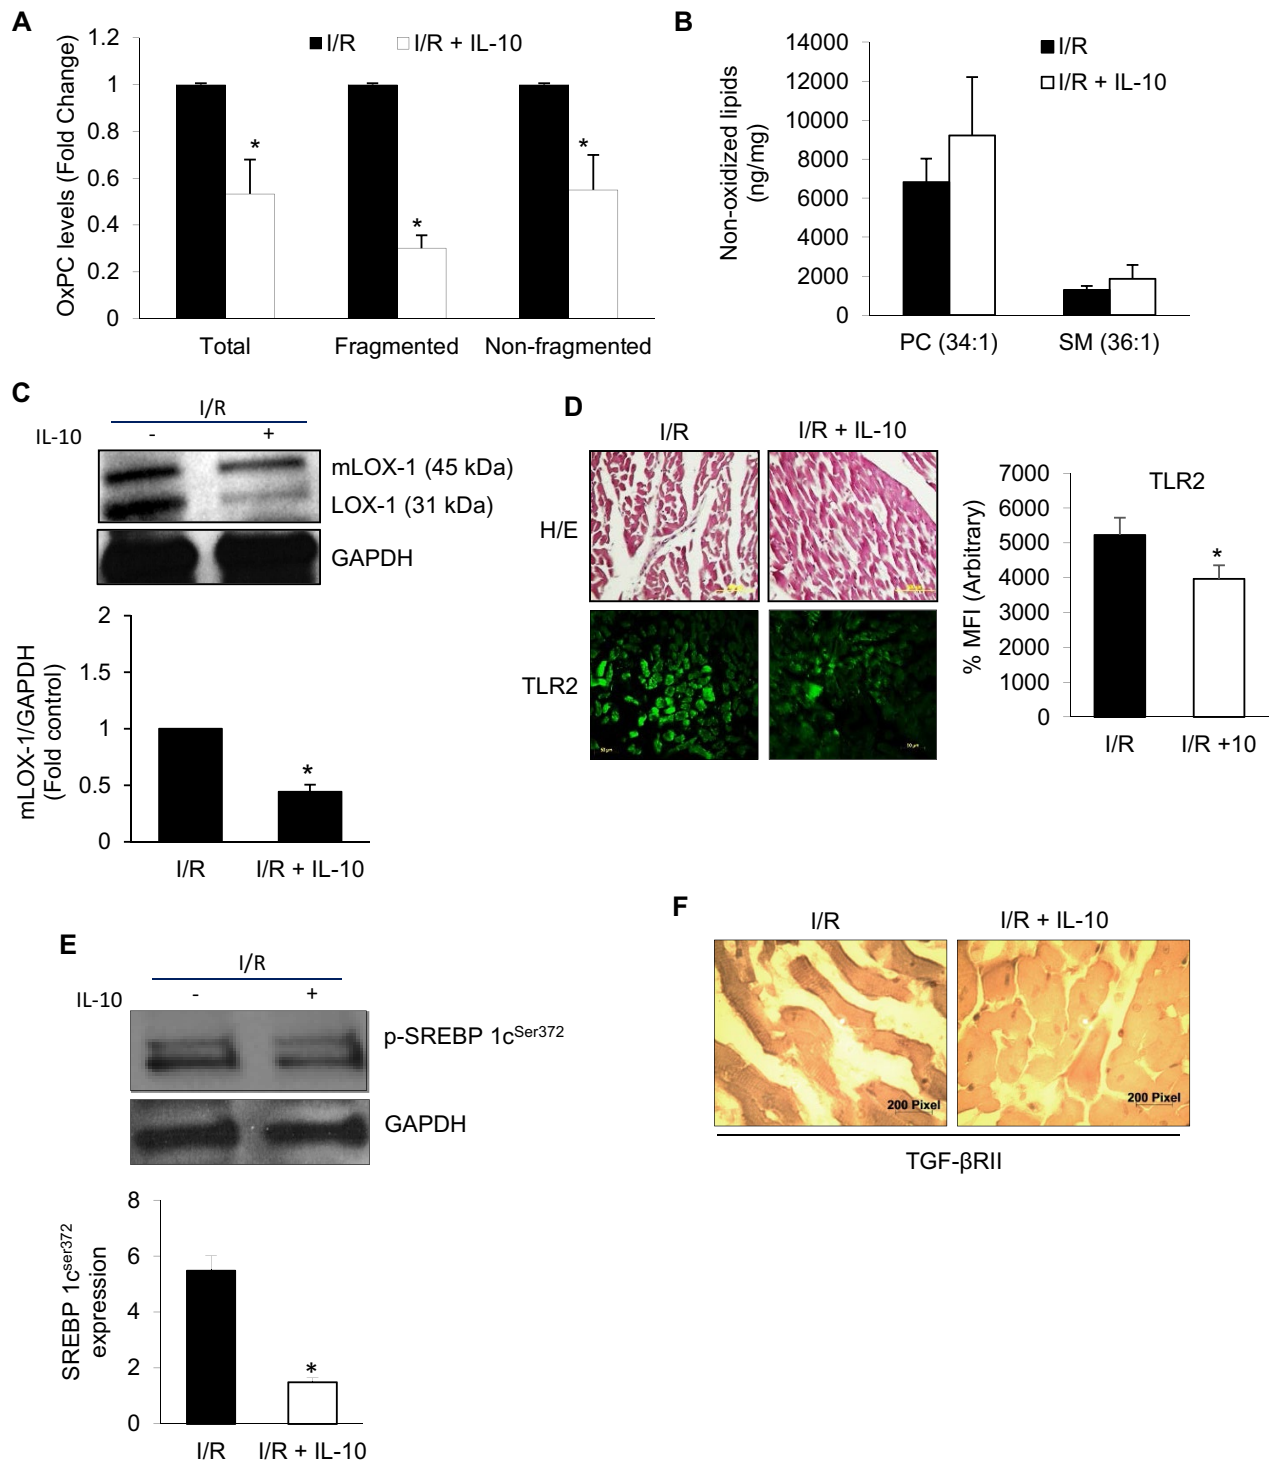 A
I/R
I/R + IL-10
OxPC levels (Fold Change)
1.2
1
0.8
0.6
0.4
0.2
0
*
*
*
Total
Fragmented
Non-fragmented
B
I/R
I/R + IL-10
Non-oxidized lipids
(ng/mg)
14000
12000
10000
8000
6000
4000
2000
0
PC (34:1)
SM (36:1)
C
I/R
IL-10
-
+
mLOX-1 (45 kDa)
LOX-1 (31 kDa)
GAPDH
mLOX-1/GAPDH
(Fold control)
2
1.5
1
0.5
0
*
I/R
I/R + IL-10
D
I/R
I/R + IL-10
H/E
TLR2
50 µm
50 µm
TLR2
% MFI (Arbitrary)
7000
6000
5000
4000
3000
2000
1000
0
*
I/R
I/R +10
E
I/R
IL-10
-
+
p-SREBP 1cSer372
GAPDH
SREBP 1cser372
expression
8
6
4
2
0
*
I/R
I/R + IL-10
F
I/R
I/R + IL-10
200 Pixel
200 Pixel
TGF-βRII